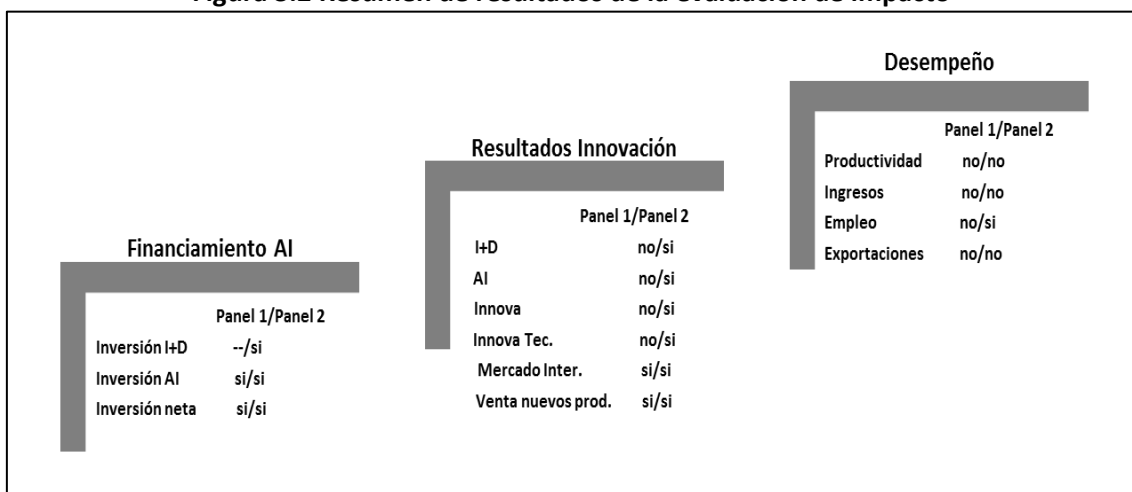 Figura 3.2 Resumen de resultados de la evaluación de impacto
Financiamiento AI
Panel 1/Panel 2
Inversión I+D --/si
Inversión AI si/si
Inversión neta si/si
Resultados Innovación
Panel 1/Panel 2
I+D no/si
AI no/si
Innova no/si
Innova Tec. no/si
Mercado Inter. si/si
Venta nuevos prod. si/si
Desempeño
Panel 1/Panel 2
Productividad no/no
Ingresos no/no
Empleo no/si
Exportaciones no/no